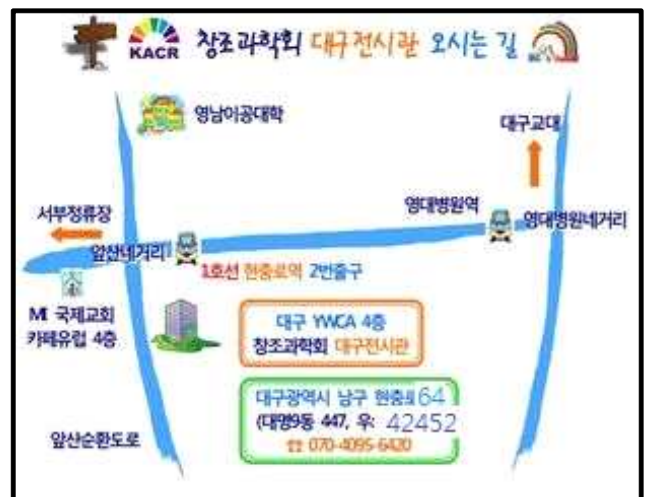 KACR 창조과학회 대구전시관 오시는 길
영남이공대학
대구교대
서부정류장
영대병원역
영대병원네거리
앞산네거리
1호선 현충로역 2번출구
MI 국제교회
카페유럽 4층
대구 YWCA 4층
창조과학회 대구전시관
대구광역시 남구 현충로64
(대명9동 447, 우: 42452
☎ 070-4095-6420
앞산순환도로